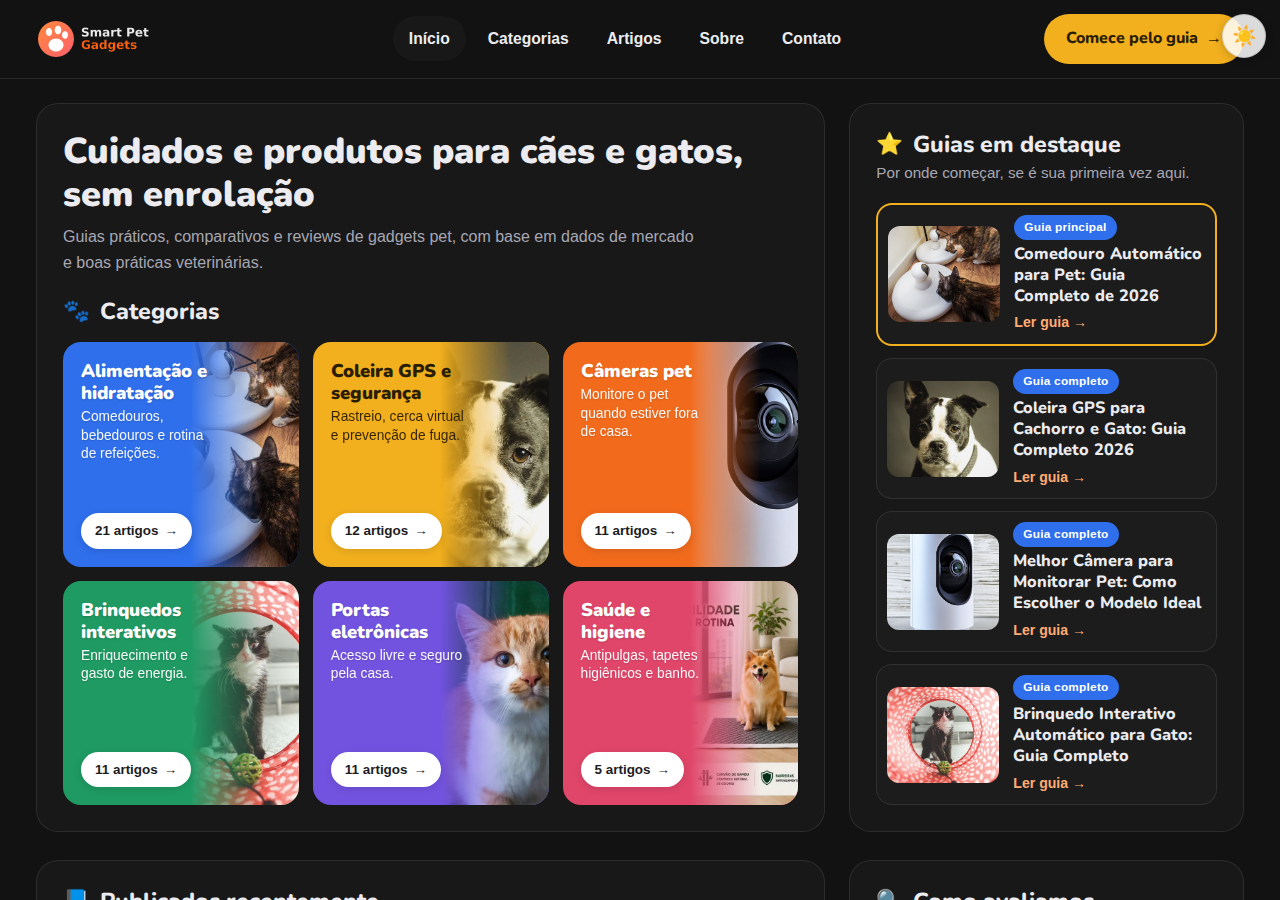 Smart Pet
Gadgets
Início
Categorias
Artigos
Sobre
Contato
Comece pelo guia →
Cuidados e produtos para cães e gatos,
sem enrolação
Guias práticos, comparativos e reviews de gadgets pet, com base em dados de mercado
e boas práticas veterinárias.
Categorias
Alimentação e
hidratação
Comedouros,
bebedouros e rotina
de refeições.
21 artigos →
Coleira GPS e
segurança
Rastreio, cerca virtual
e prevenção de fuga.
12 artigos →
Câmeras pet
Monitore o pet
quando estiver fora
de casa.
11 artigos →
Brinquedos
interativos
Enriquecimento e
gasto de energia.
11 artigos →
Portas
eletrônicas
Acesso livre e seguro
pela casa.
11 artigos →
Saúde e
higiene
Antipulgas, tapetes
higiênicos e banho.
5 artigos →
Guias em destaque
Por onde começar, se é sua primeira vez aqui.
Guia principal
Comedouro Automático
para Pet: Guia
Completo de 2026
Ler guia →
Guia completo
Coleira GPS para
Cachorro e Gato: Guia
Completo 2026
Ler guia →
Guia completo
Melhor Câmera para
Monitorar Pet: Como
Escolher o Modelo Ideal
Ler guia →
Guia completo
Brinquedo Interativo
Automático para Gato:
Guia Completo
Ler guia →
Publicados recentemente
Como avaliamos